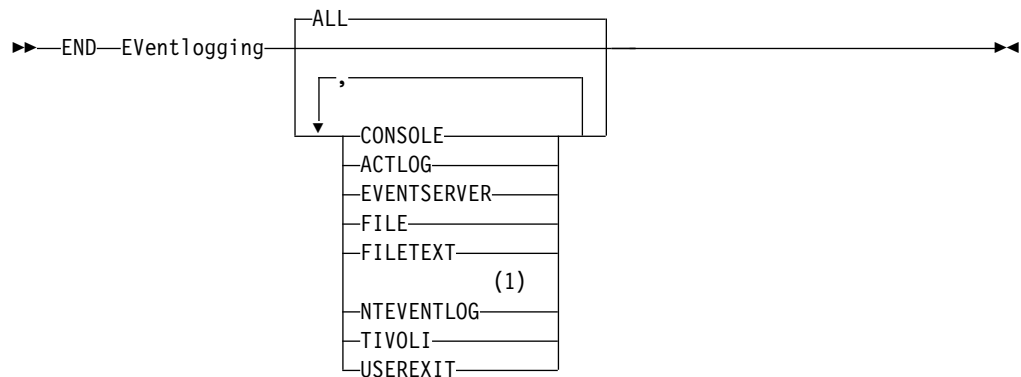 ALL
END EVentlogging
,
CONSOLE
ACTLOG
EVENTSERVER
FILE
FILETEXT
(1)
NTEVENTLOG
TIVOLI
USEREXIT